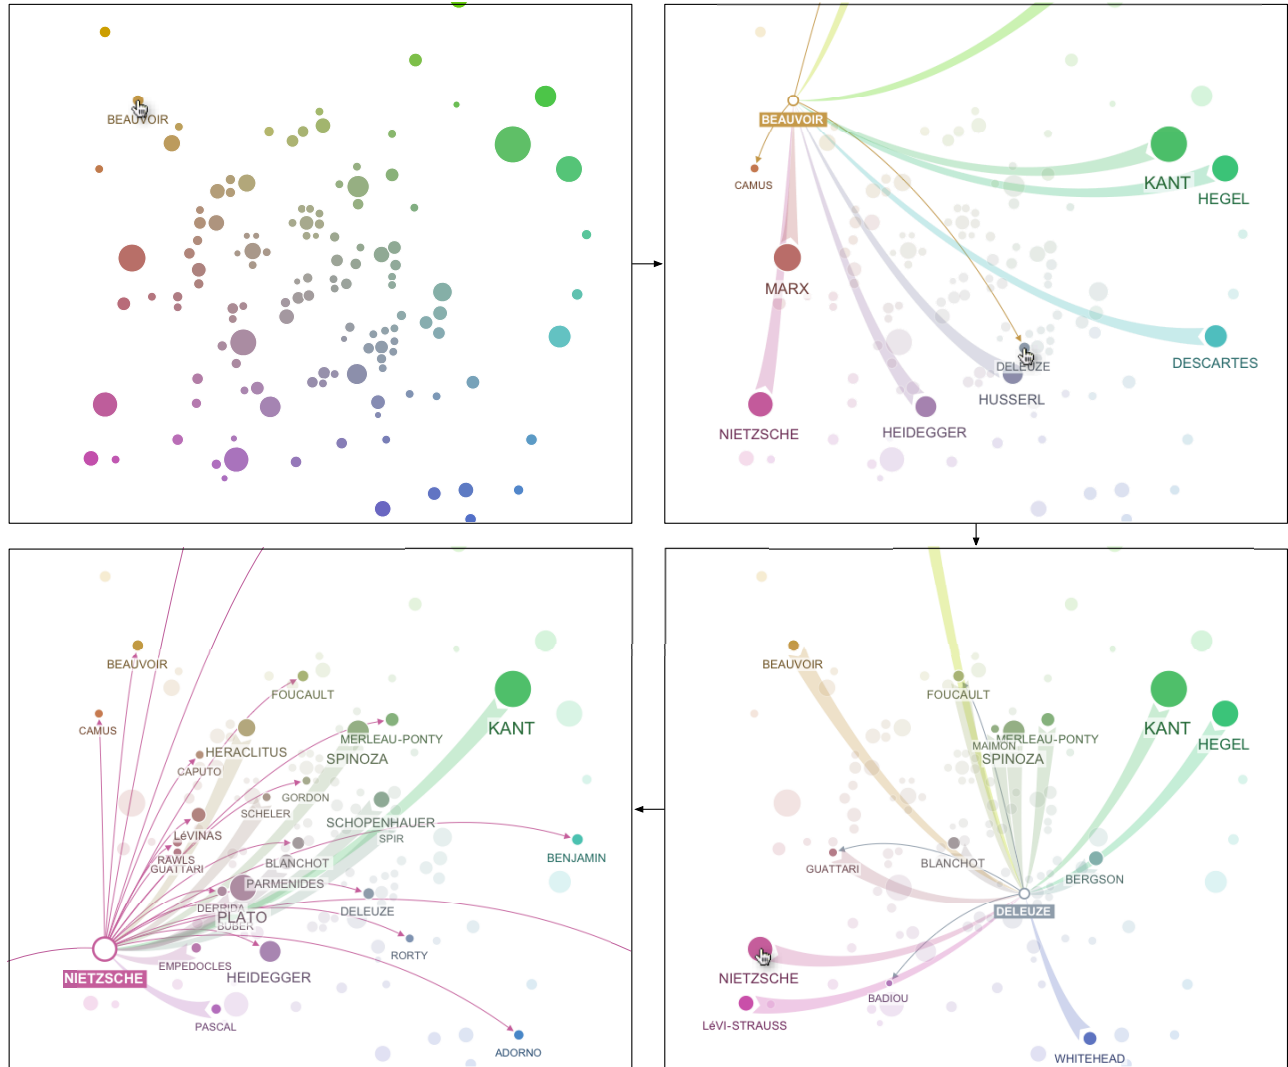 BEAUVOIR
BEAUVOIR
CAMUS
KANT
HEGEL
MARX
DESCARTES
DELEUZE
HUSSERL
NIETZSCHE
HEIDEGGER
BEAUVOIR
FOUCAULT
KANT
CAMUS
MERLEAU-PONTY
HERACLITUS
SPINOZA
CAPUTO
GORDON
SCHELER
SCHOPENHAUER
LéVINAS
SPIR
RAWLS
BLANCHOT
GUATTARI
BENJAMIN
PARMENIDES
DERRIDA
DELEUZE
PLATO
BUBER
RORTY
EMPEDOCLES
NIETZSCHE
HEIDEGGER
PASCAL
ADORNO
BEAUVOIR
FOUCAULT
KANT
MERLEAU-PONTY
MAIMON
HEGEL
SPINOZA
BLANCHOT
GUATTARI
BERGSON
DELEUZE
NIETZSCHE
BADIOU
LéVI-STRAUSS
WHITEHEAD